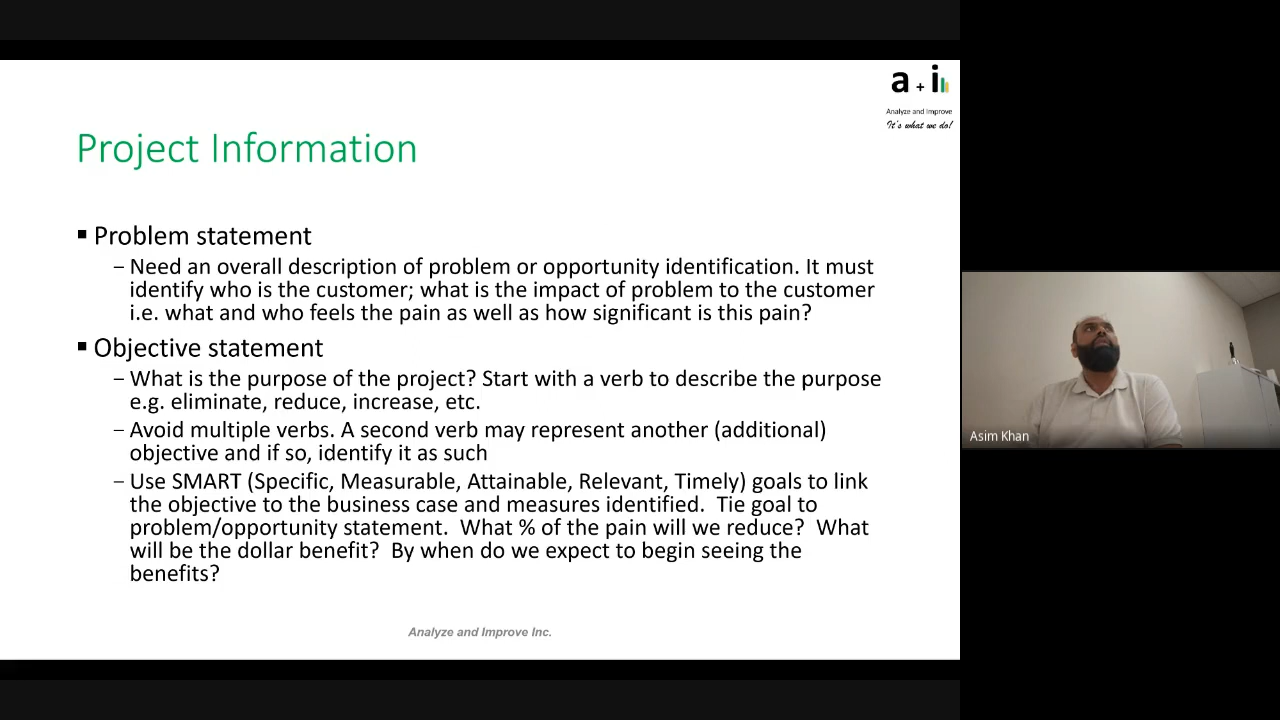 a + i
Analyze and Improve
It's what we do!
Project Information
▪ Problem statement
– Need an overall description of problem or opportunity identification. It must
identify who is the customer; what is the impact of problem to the customer
i.e. what and who feels the pain as well as how significant is this pain?
▪ Objective statement
– What is the purpose of the project? Start with a verb to describe the purpose
e.g. eliminate, reduce, increase, etc.
– Avoid multiple verbs. A second verb may represent another (additional)
objective and if so, identify it as such
– Use SMART (Specific, Measurable, Attainable, Relevant, Timely) goals to link
the objective to the business case and measures identified.  Tie goal to
problem/opportunity statement.  What % of the pain will we reduce?  What
will be the dollar benefit?  By when do we expect to begin seeing the
benefits?
Analyze and Improve Inc.
Asim Khan